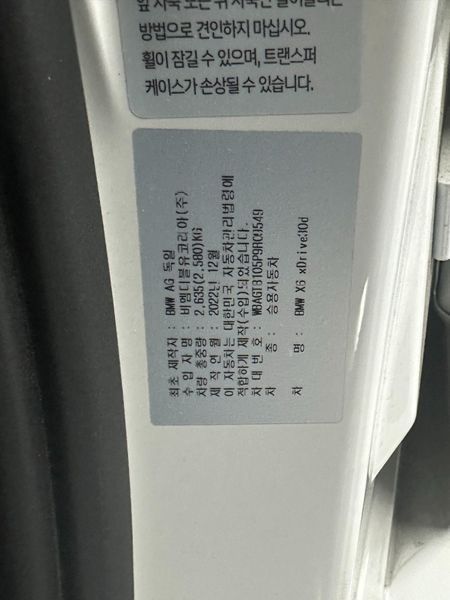 방법으로 견인하지 마십시오.
휠이 잠길 수 있으며, 트랜스퍼
케이스가 손상될 수 있습니다.
최초 제작자 : BMW AG 독일
수 입 자 명 : 비엠더블유코리아(주)
차량 총중량 : 2,635(2,580)KG
제 작 연 월 : 2022년 12월
이 자동차는 대한민국 자동차관리법령에
적합하게 제작(수입)되었습니다.
차 대 번 호 :
차 종 : 승용자동차
차 명 : BMW X6 xDrive30d